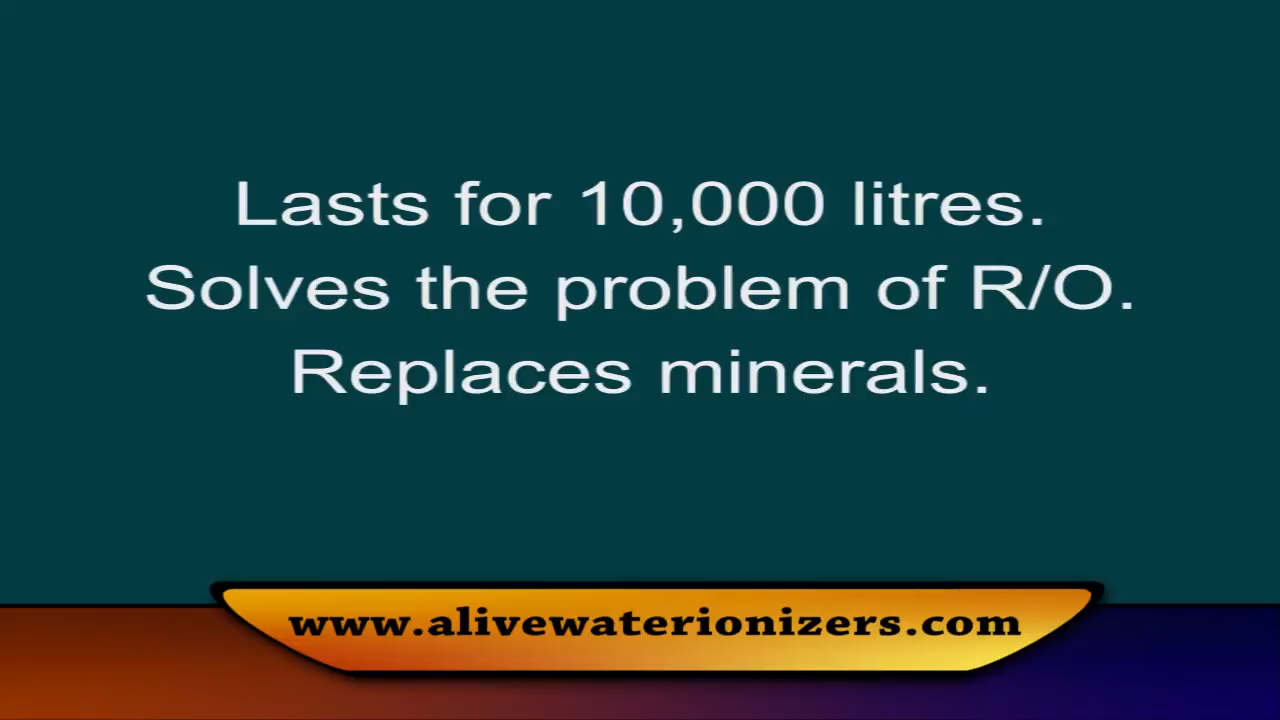 Lasts for 10,000 litres.
Solves the problem of R/O.
Replaces minerals.
www.alivewaterionizers.com